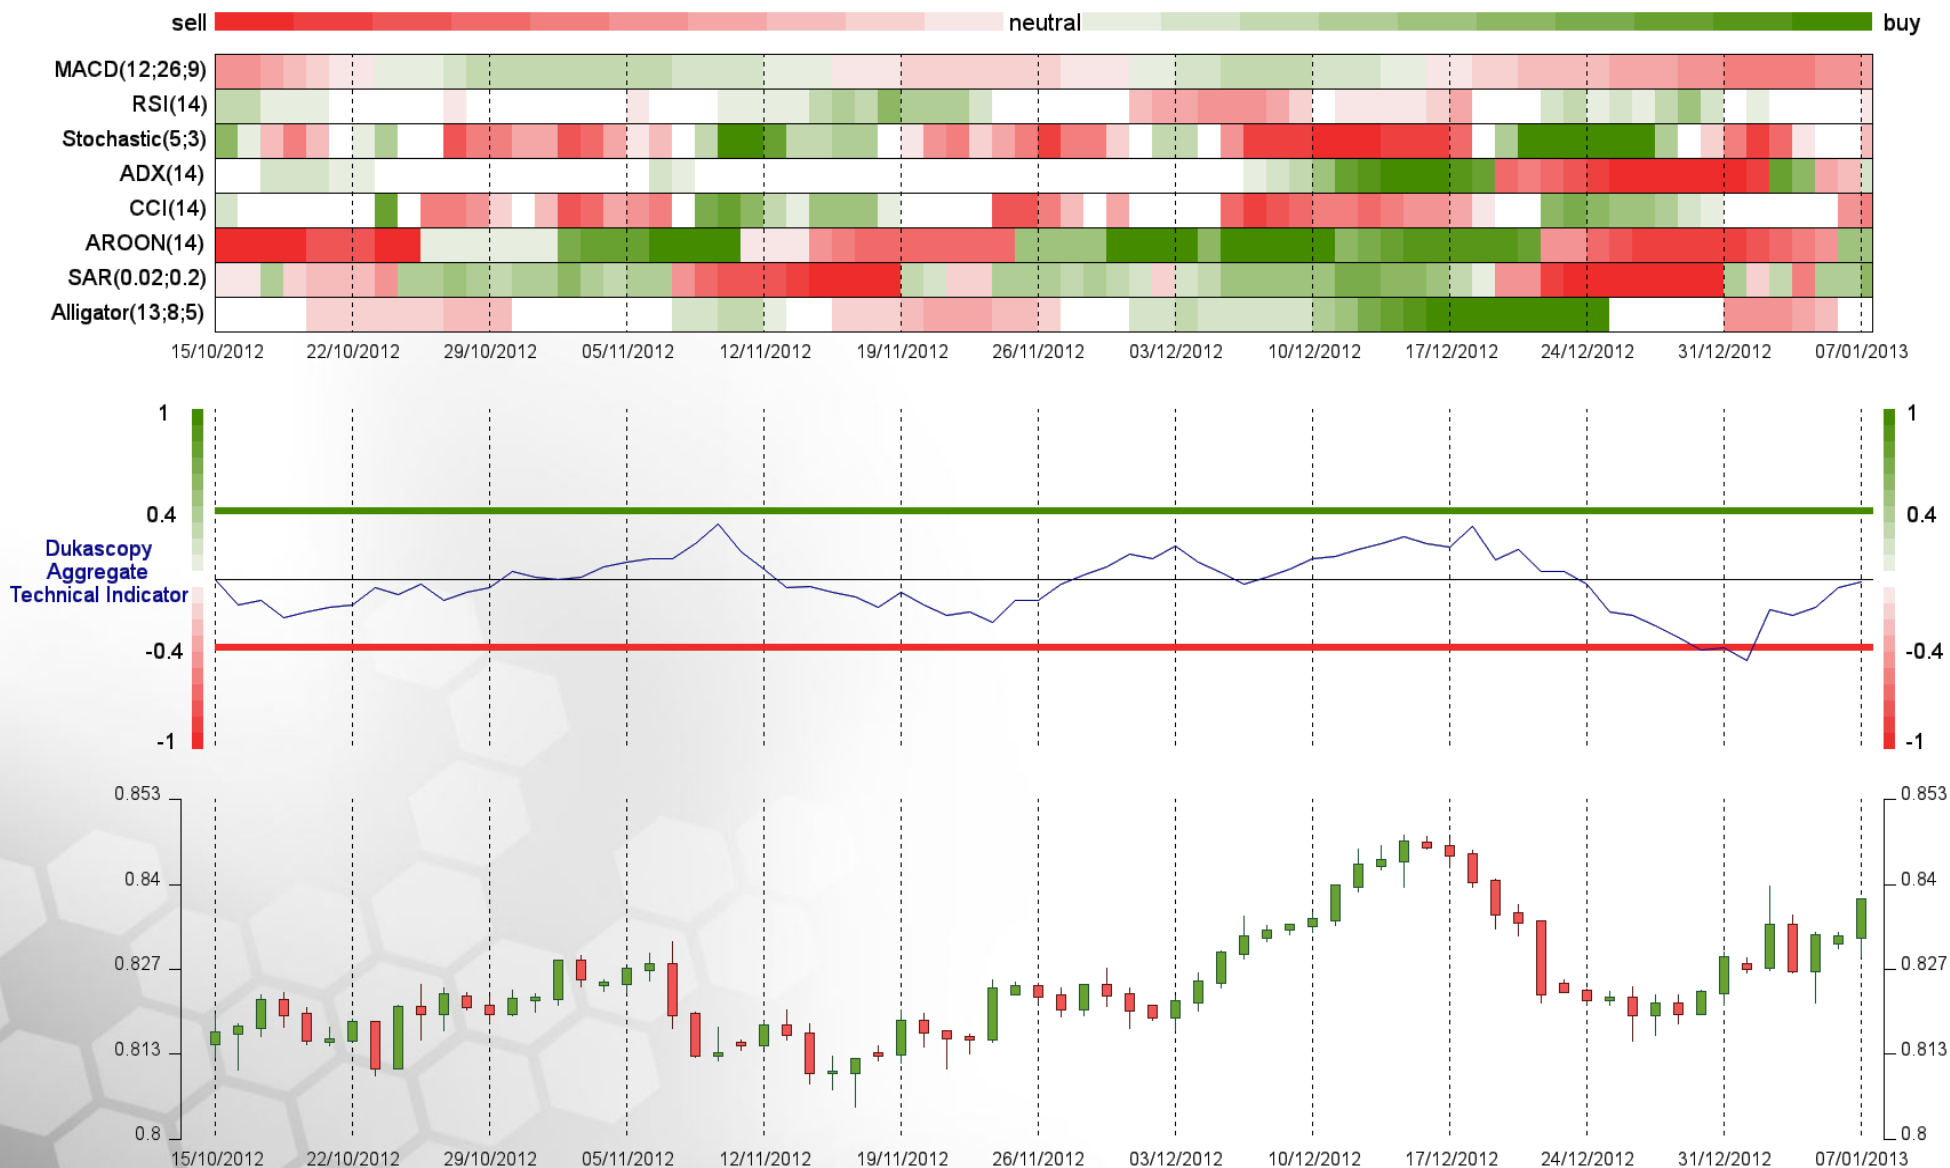 sell neutral buy
MACD(12;26;9)
RSI(14)
Stochastic(5;3)
ADX(14)
CCI(14)
AROON(14)
SAR(0.02;0.2)
Alligator(13;8;5)
15/10/2012 22/10/2012 29/10/2012 05/11/2012 12/11/2012 19/11/2012 26/11/2012 03/12/2012 10/12/2012 17/12/2012 24/12/2012 31/12/2012 07/01/2013
1 1
0.4 0.4
Dukascopy
Aggregate
Technical Indicator
-0.4 -0.4
-1 -1
0.853 0.853
0.84 0.84
0.827 0.827
0.813 0.813
0.8 0.8
15/10/2012 22/10/2012 29/10/2012 05/11/2012 12/11/2012 19/11/2012 26/11/2012 03/12/2012 10/12/2012 17/12/2012 24/12/2012 31/12/2012 07/01/2013